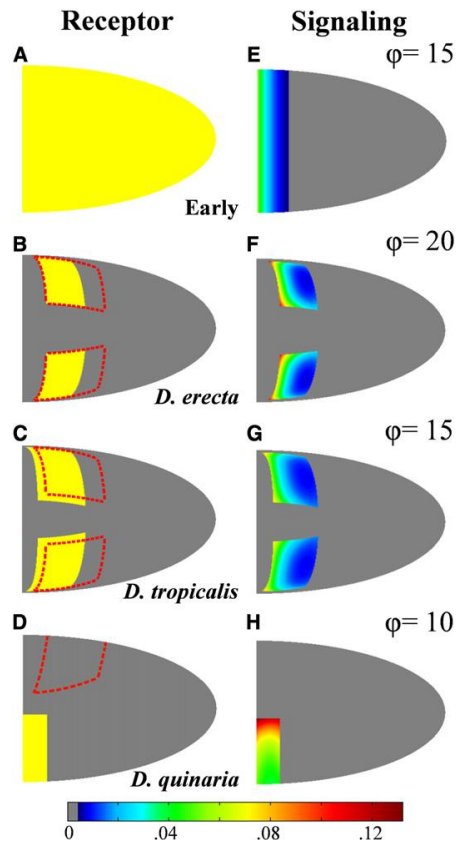 Receptor Signaling
A E φ= 15
Early
B F φ= 20
D. erecta
C G φ= 15
D. tropicalis
D H φ= 10
D. quinaria
0 .04 .08 .12